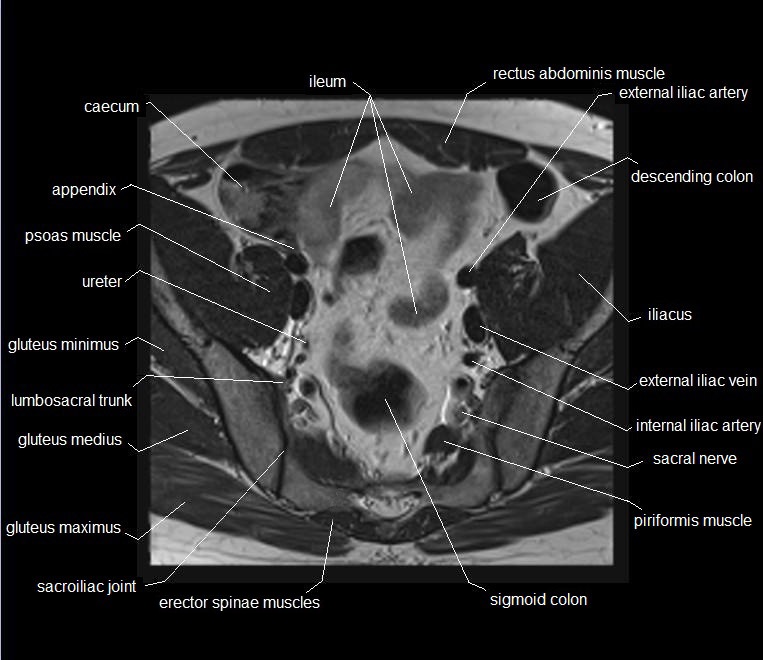 ileum
rectus abdominis muscle
external iliac artery
caecum
descending colon
appendix
psoas muscle
ureter
iliacus
gluteus minimus
external iliac vein
lumbosacral trunk
internal iliac artery
gluteus medius
sacral nerve
piriformis muscle
gluteus maximus
sacroiliac joint
erector spinae muscles
sigmoid colon